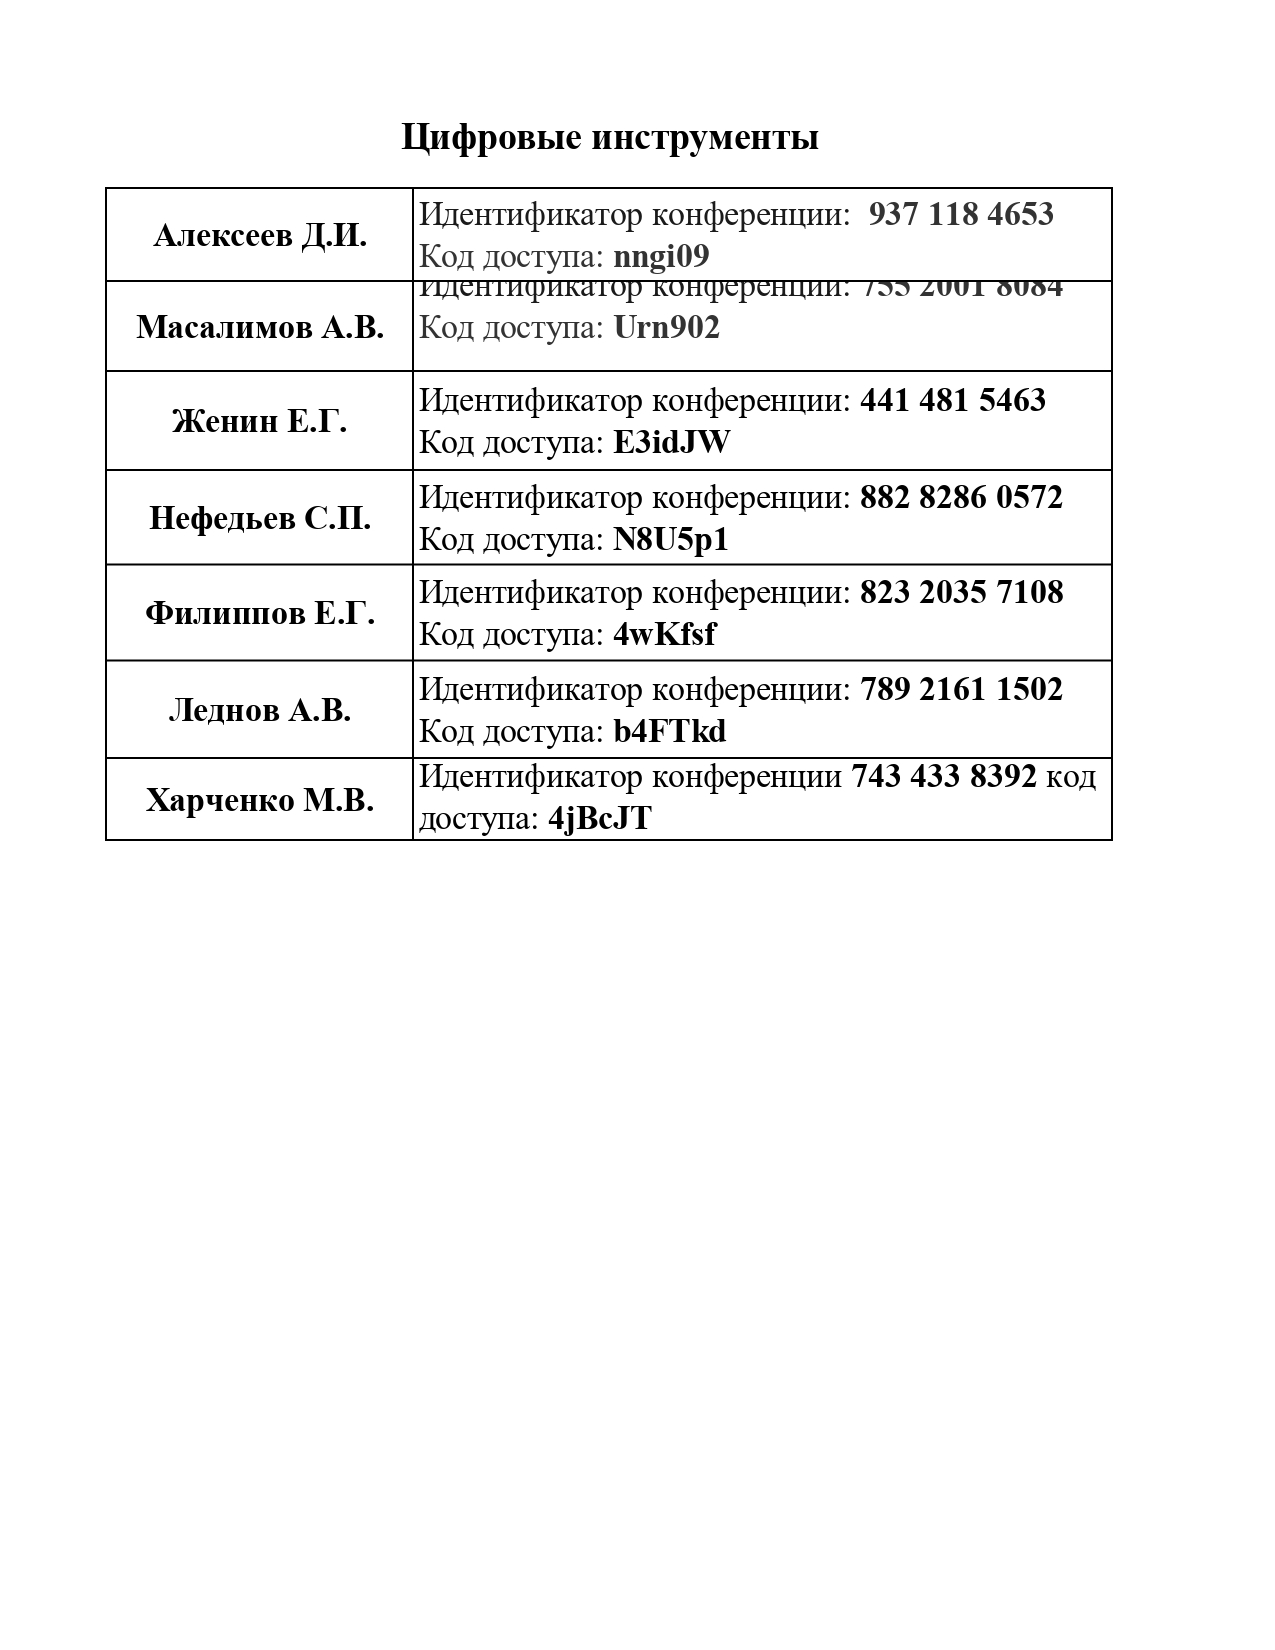 Цифровые инструменты
Алексеев Д.И.
Идентификатор конференции: 937 118 4653
Код доступа: nngi09
Масалимов А.В.
Идентификатор конференции: 755 2001 8084
Код доступа: Urn902
Женин Е.Г.
Идентификатор конференции: 441 481 5463
Код доступа: E3idJW
Нефедьев С.П.
Идентификатор конференции: 882 8286 0572
Код доступа: N8U5p1
Филиппов Е.Г.
Идентификатор конференции: 823 2035 7108
Код доступа: 4wKfsf
Леднов А.В.
Идентификатор конференции: 789 2161 1502
Код доступа: b4FTkd
Харченко М.В.
Идентификатор конференции 743 433 8392 код
доступа: 4jBcJT